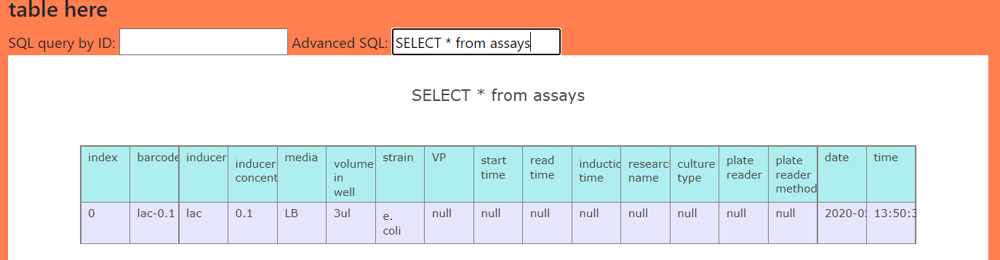 table here
SQL query by ID: Advanced SQL: SELECT * from assays
SELECT * from assays
index barcode inducer inducer concent media volume in well strain VP start time read time inductic time research name culture type plate reader plate reader method date time
0 lac-0.1 lac 0.1 LB 3ul e. coli null null null null null null null null 2020-05 13:50:3